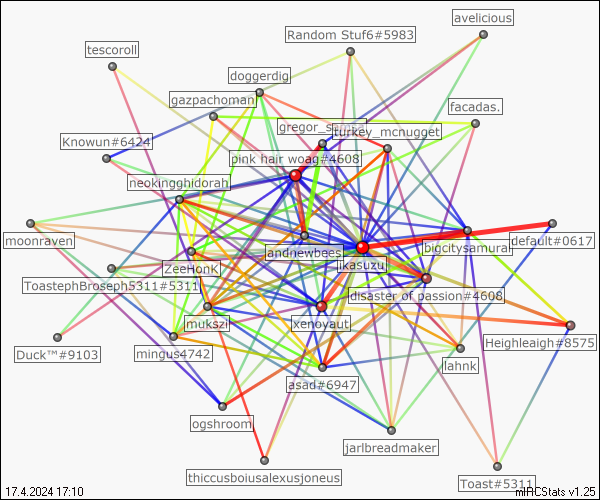 avelicious
Random Stuf6#5983
tescoroll
doggerdig
gazpachoman
facadas.
gregor_
turkey_mcnugget
Knowun#6424
pink hair woag#4608
neokingghidorah
moonraven
default#0617
bigcitysamurai
andnewbees
ikasuzu
ZeeHonk
ToastephBroseph5311#5311
disaster of passion#4608
mukszi
xenoyaut
Heighleaigh#8575
Duck™#9103
mingus4742
lahnk
asad#6947
ogshroom
jarlbreadmaker
thiccusboiusalexusjoneus
Toast#5311
17.4.2024 17:10
mIRCStats v1.25